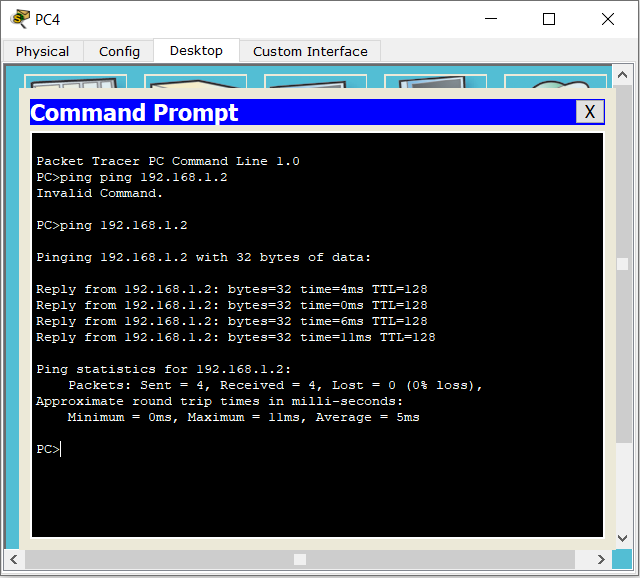 PC4
Physical Config Desktop Custom Interface
Command Prompt X
Packet Tracer PC Command Line 1.0
PC>ping ping 192.168.1.2
Invalid Command.
PC>ping 192.168.1.2
Pinging 192.168.1.2 with 32 bytes of data:
Reply from 192.168.1.2: bytes=32 time=4ms TTL=128
Reply from 192.168.1.2: bytes=32 time=0ms TTL=128
Reply from 192.168.1.2: bytes=32 time=6ms TTL=128
Reply from 192.168.1.2: bytes=32 time=11ms TTL=128
Ping statistics for 192.168.1.2:
Packets: Sent = 4, Received = 4, Lost = 0 (0% loss),
Approximate round trip times in milli-seconds:
Minimum = 0ms, Maximum = 11ms, Average = 5ms
PC>